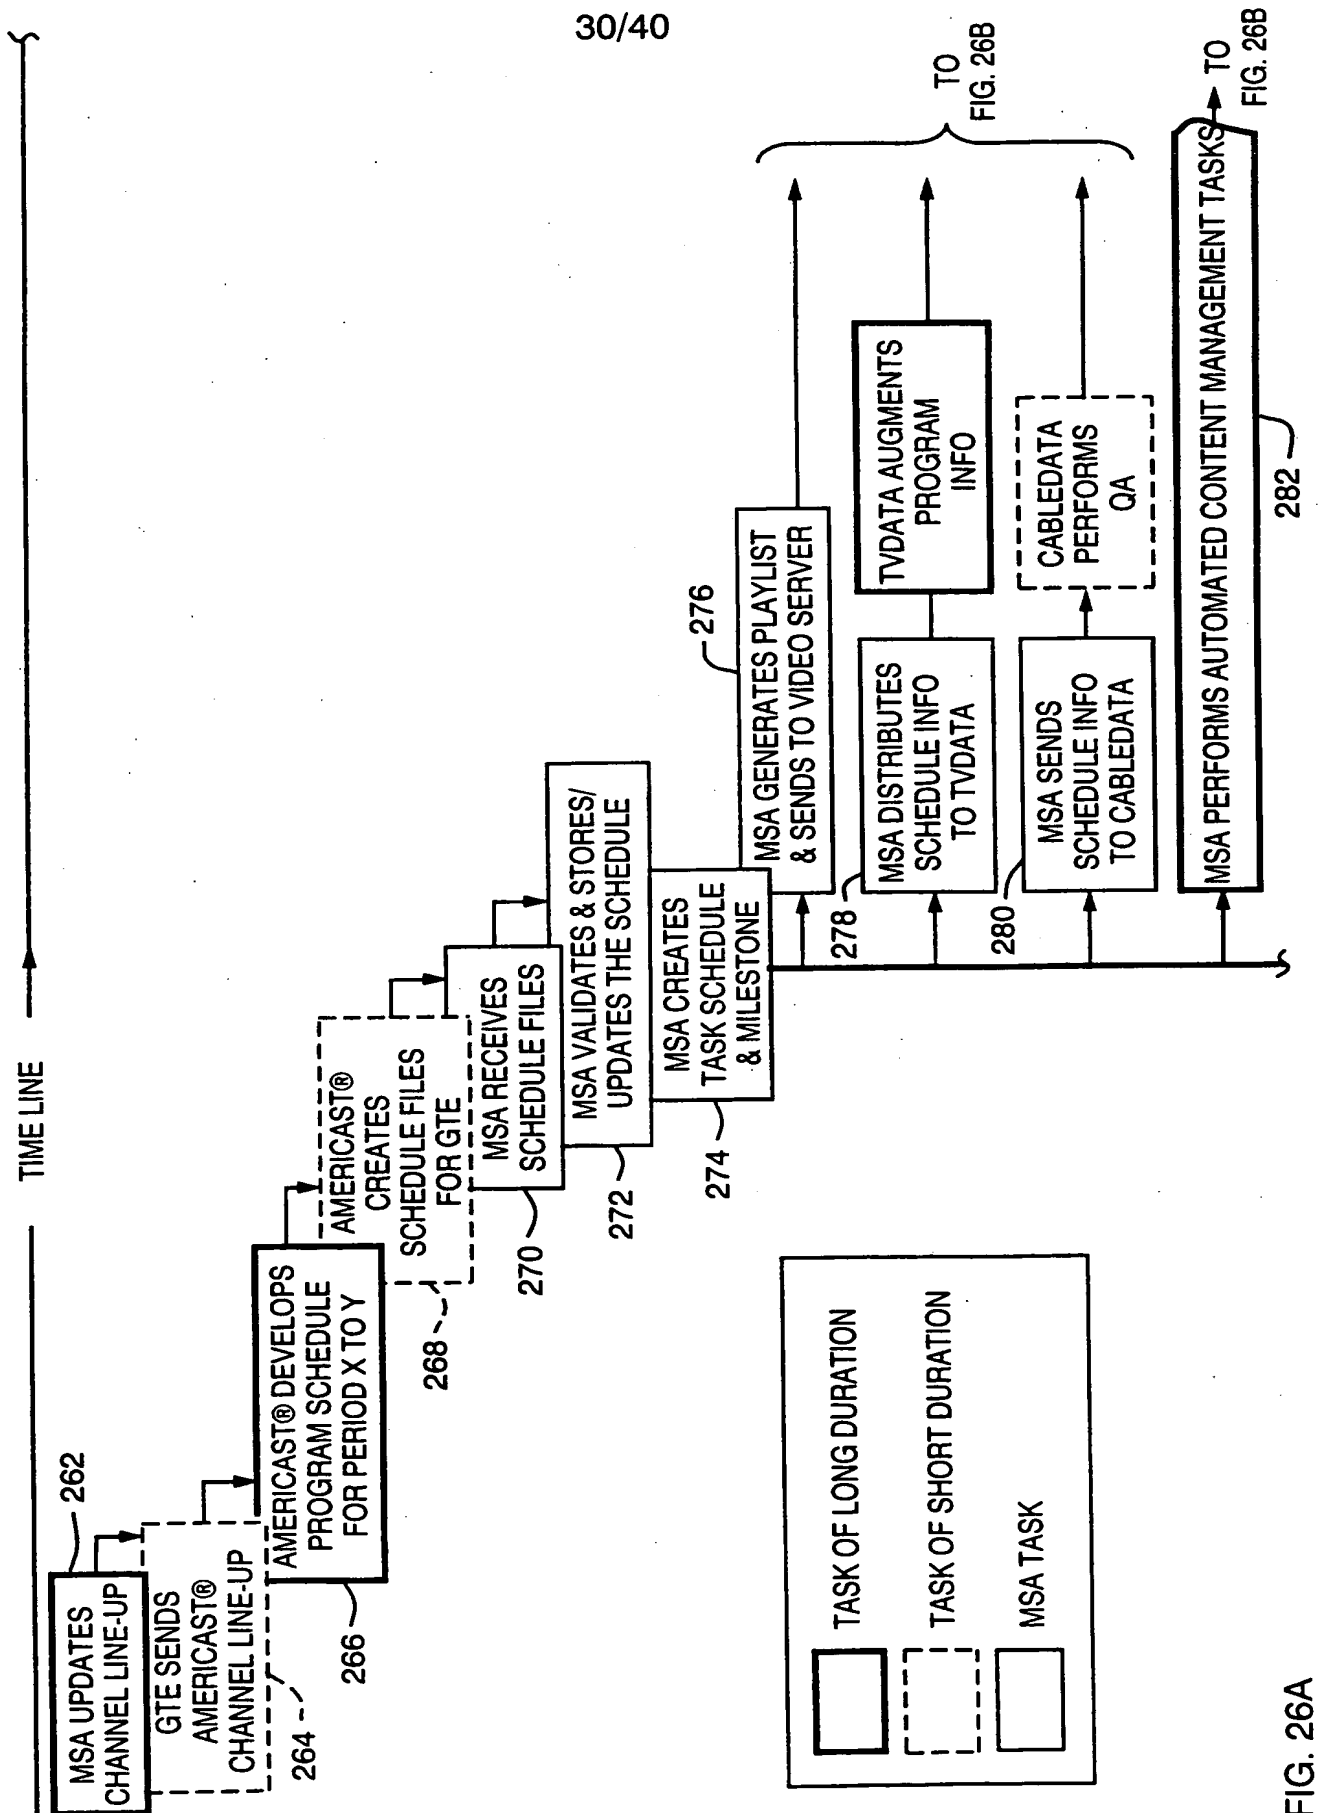 30/40
TIME LINE
MSA UPDATES
CHANNEL LINE-UP
262
GTE SENDS
AMERICAST®
CHANNEL LINE-UP
264
AMERICAST® DEVELOPS
PROGRAM SCHEDULE
FOR PERIOD X TO Y
266
AMERICAST®
CREATES
SCHEDULE FILES
FOR GTE
268
MSA RECEIVES
SCHEDULE FILES
270
MSA VALIDATES & STORES/
UPDATES THE SCHEDULE
272
MSA CREATES
TASK SCHEDULE
& MILESTONE
274
276
MSA GENERATES PLAYLIST
& SENDS TO VIDEO SERVER
278
MSA DISTRIBUTES
SCHEDULE INFO
TO TVDATA
TVDATA AUGMENTS
PROGRAM
INFO
280
MSA SENDS
SCHEDULE INFO
TO CABLEDATA
CABLEDATA
PERFORMS
QA
TO
FIG. 26B
MSA PERFORMS AUTOMATED CONTENT MANAGEMENT TASKS
282
TO
FIG. 26B
TASK OF LONG DURATION
TASK OF SHORT DURATION
MSA TASK
FIG. 26A